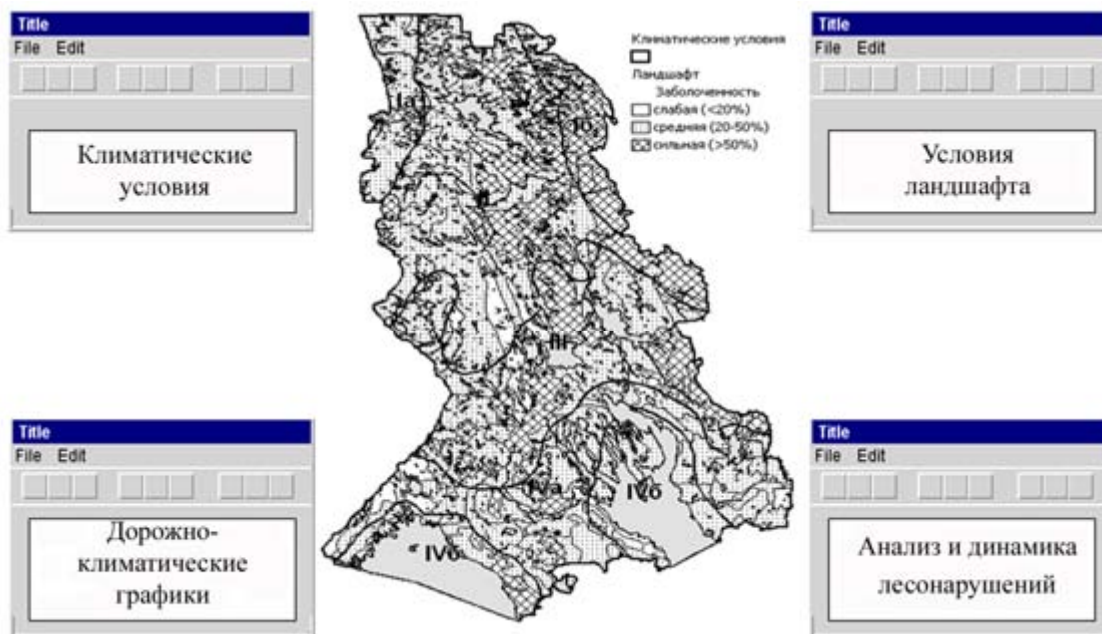 Title
File Edit
Климатические
условия
Климатические условия
Ландшафт
Заболоченность
слабая (<20%)
средняя (20-50%)
сильная (>50%)
Title
File Edit
Условия
ландшафта
Iа
III
IVа
IVб
IVб
Title
File Edit
Дорожно-
климатические
графики
Title
File Edit
Анализ и динамика
лесонарушений